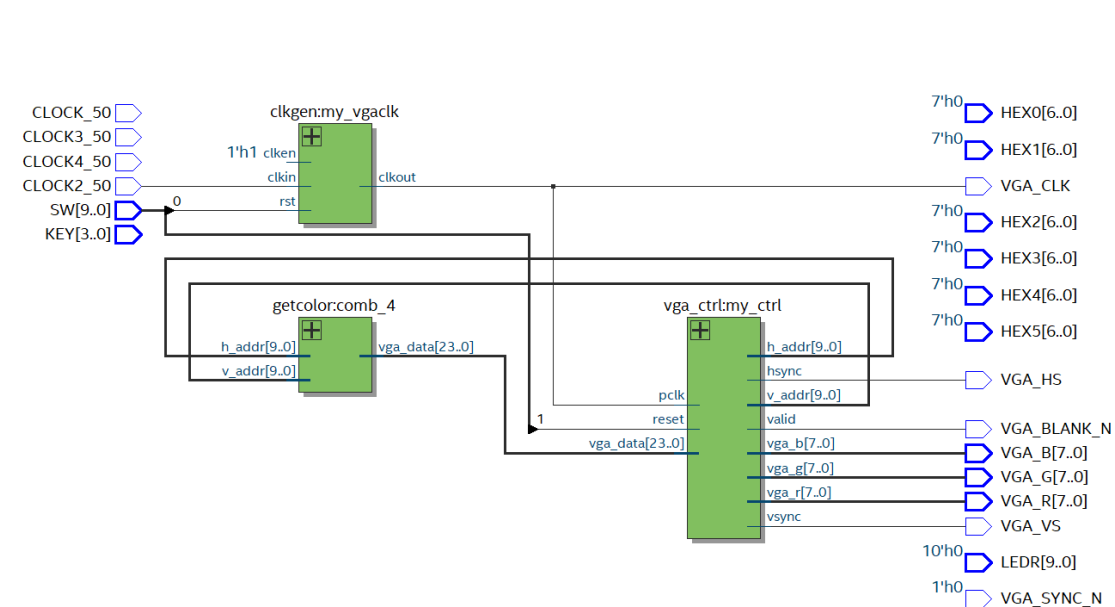 CLOCK_50
CLOCK3_50
CLOCK4_50
CLOCK2_50
SW[9..0]
KEY[3..0]
clkgen:my_vgaclk
1'h1 clken
clkin
rst
clkout
0
getcolor:comb_4
h_addr[9..0]
v_addr[9..0]
vga_data[23..0]
vga_ctrl:my_ctrl
pclk
1
reset
vga_data[23..0]
h_addr[9..0]
hsync
v_addr[9..0]
valid
vga_b[7..0]
vga_g[7..0]
vga_r[7..0]
vsync
7'h0 HEX0[6..0]
7'h0 HEX1[6..0]
VGA_CLK
7'h0 HEX2[6..0]
7'h0 HEX3[6..0]
7'h0 HEX4[6..0]
7'h0 HEX5[6..0]
VGA_HS
VGA_BLANK_N
VGA_B[7..0]
VGA_G[7..0]
VGA_R[7..0]
VGA_VS
10'h0 LEDR[9..0]
1'h0 VGA_SYNC_N